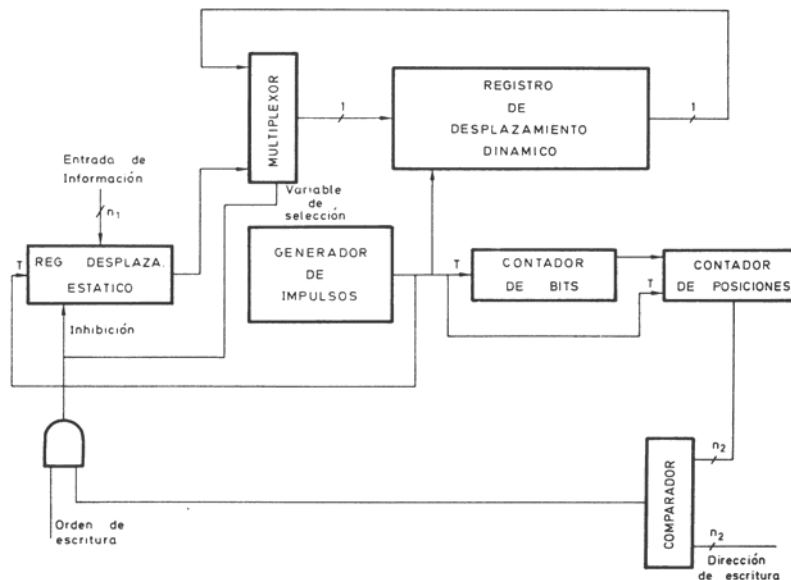 1
1
MULTIPLEXOR
REGISTRO
DE
DESPLAZAMIENTO
DINAMICO
Entrada de
Información
n₁
Variable
de
selección
T
REG DESPLAZA.
ESTATICO
GENERADOR
DE
IMPULSOS
T
CONTADOR
DE BITS
T
CONTADOR
DE POSICIONES
Inhibición
n₂
COMPARADOR
n₂
Orden de
escritura
Dirección
de escritura